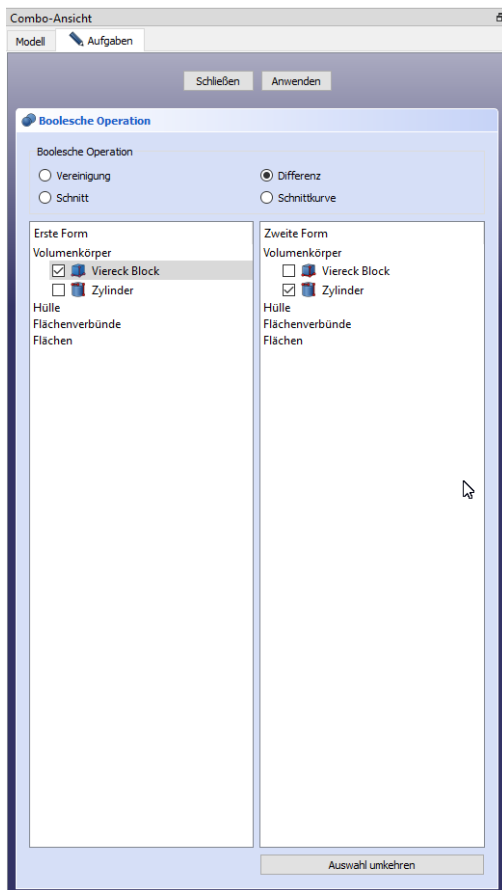 Combo-Ansicht
Modell Aufgaben
Schließen Anwenden
Boolesche Operation
Boolesche Operation
Vereinigung Differenz
Schnitt Schnittkurve
Erste Form
Volumenkörper
Viereck Block
Zylinder
Hülle
Flächenverbünde
Flächen
Zweite Form
Volumenkörper
Viereck Block
Zylinder
Hülle
Flächenverbünde
Flächen
Auswahl umkehren